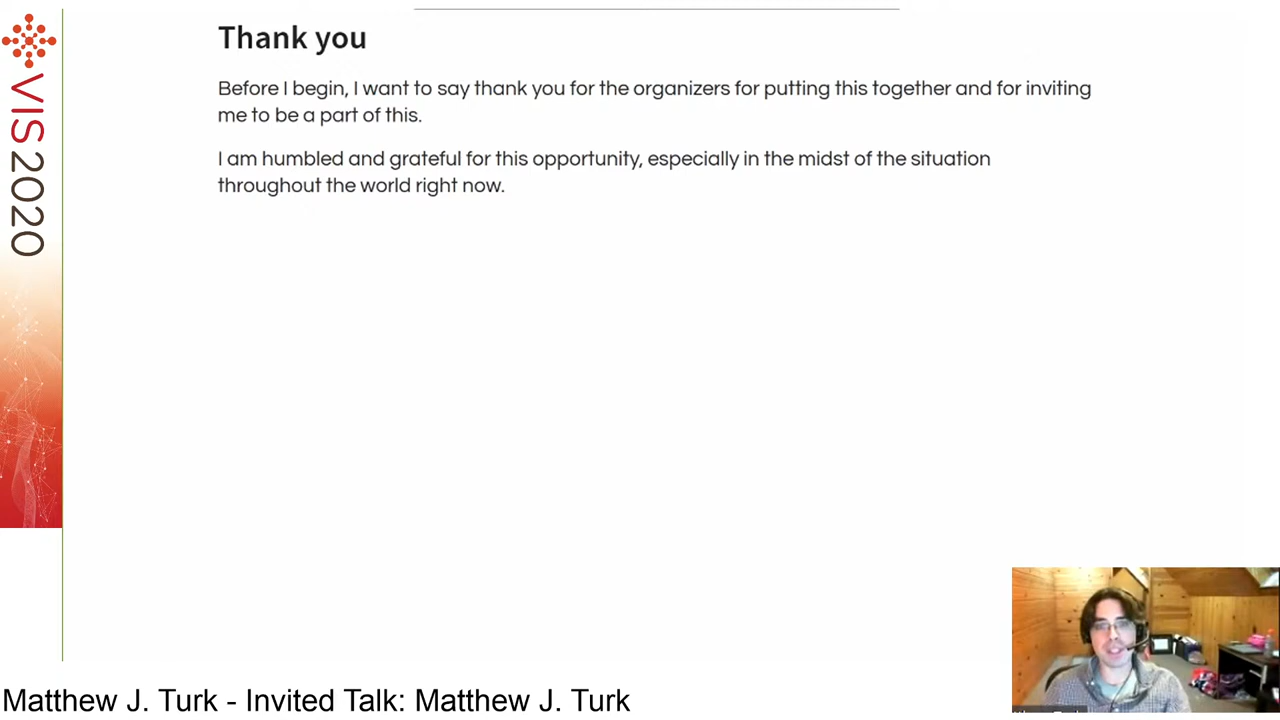 VIS2020
Thank you
Before I begin, I want to say thank you for the organizers for putting this together and for inviting
me to be a part of this.
I am humbled and grateful for this opportunity, especially in the midst of the situation
throughout the world right now.
Matthew J. Turk - Invited Talk: Matthew J. Turk